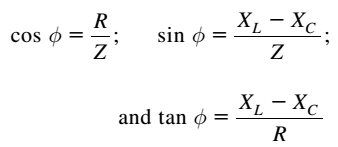 cos ϕ = R/Z; sin ϕ = (X_L − X_C)/Z;
and tan ϕ = (X_L − X_C)/R